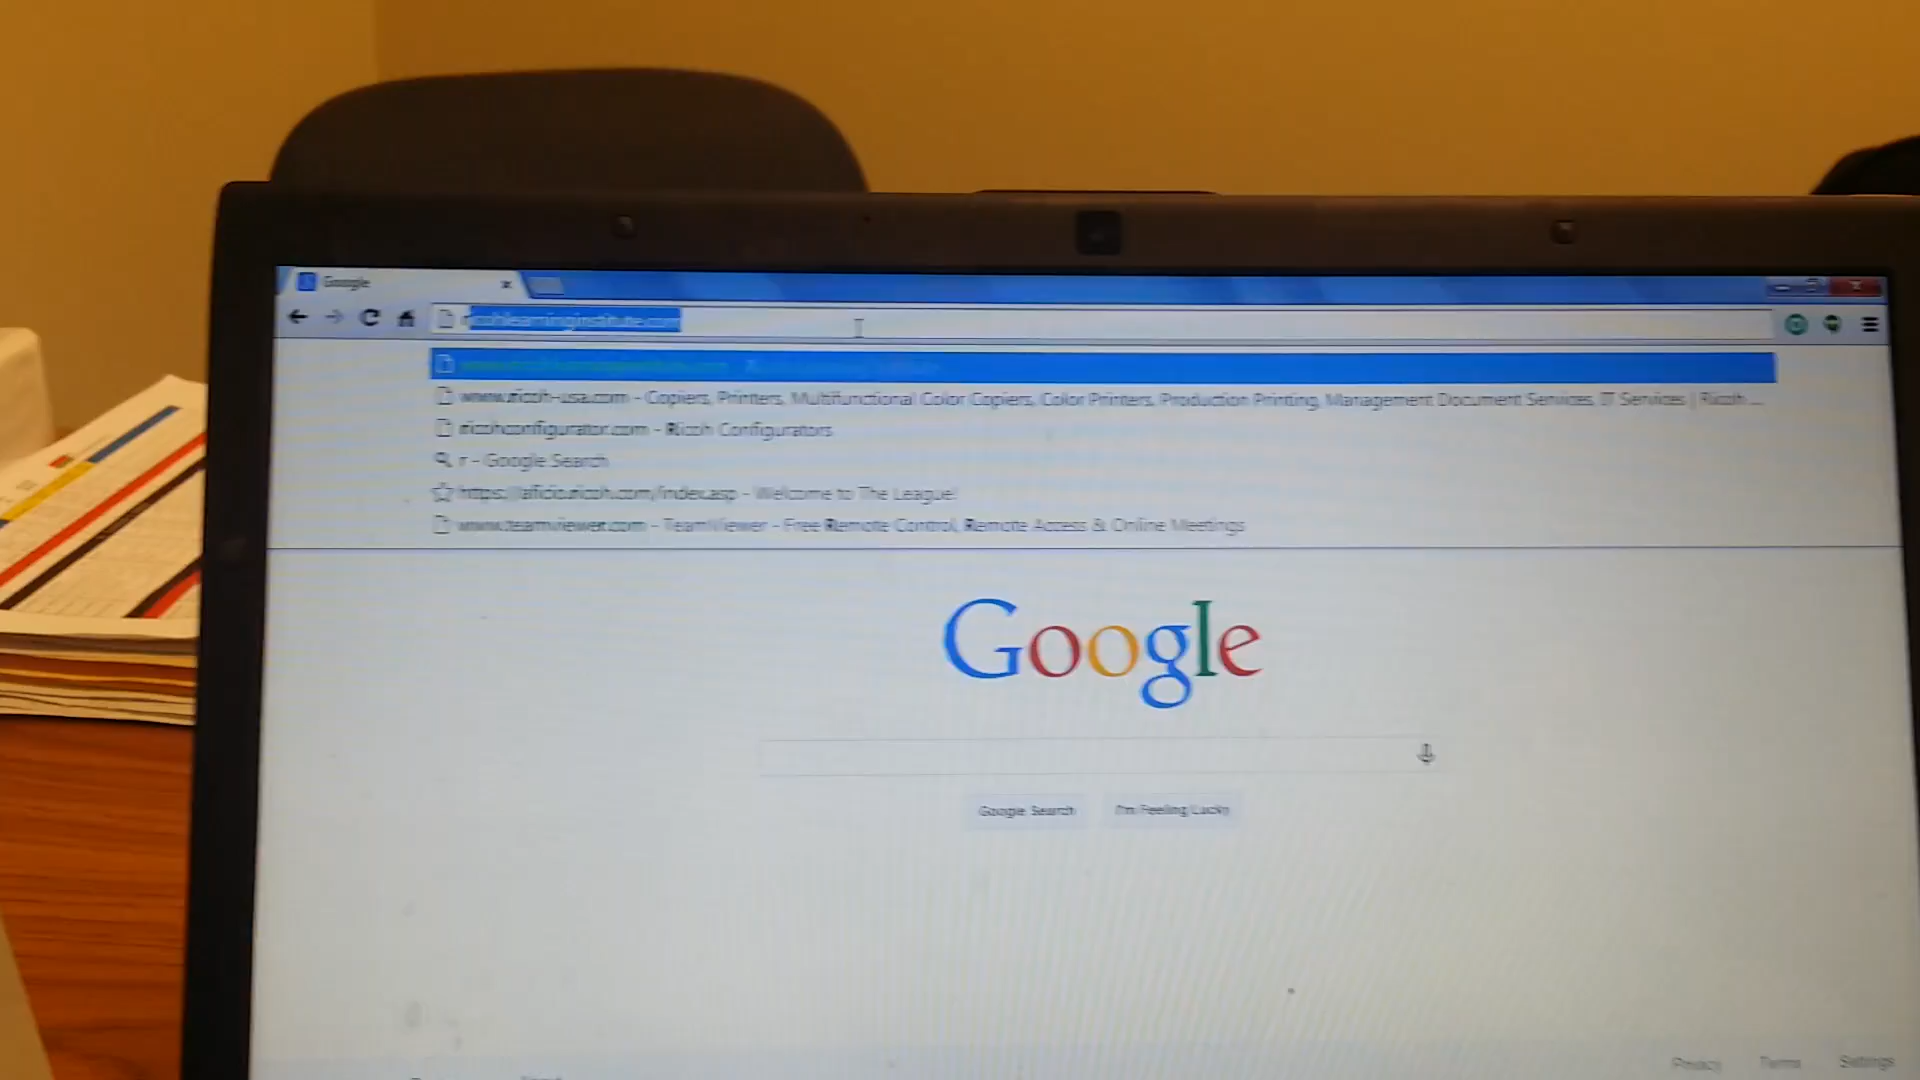 Google
ricohlearninginstitute.com
www.ricoh-usa.com - Copiers, Printers, Multifunctional Color Copiers, Color Printers, Production Printing, Management Document Services, IT Services | Ricoh ...
ricohconfigurator.com - Ricoh Configurators
r - Google Search
https://aficio.ricoh.com/index.asp - Welcome to The League!
www.teamviewer.com - TeamViewer - Free Remote Control, Remote Access & Online Meetings
Google
Google Search I'm Feeling Lucky
Privacy Terms Settings